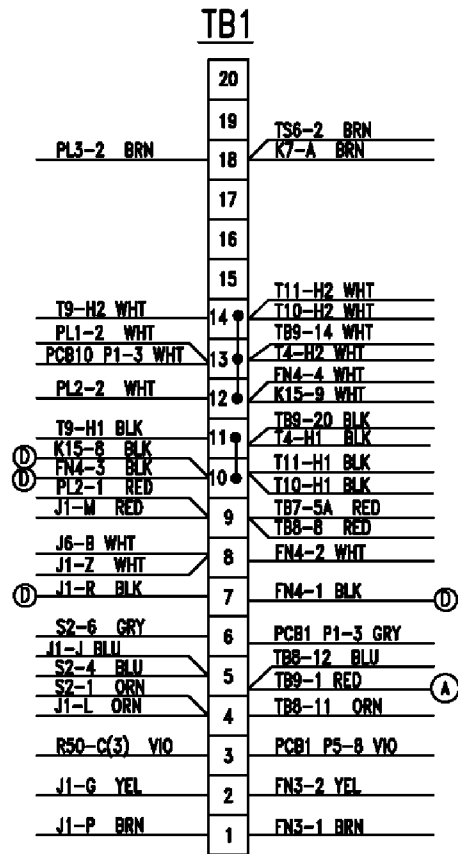 TB1
20
19
TS6-2 BRN
PL3-2 BRN 18 K7-A BRN
17
16
15
T11-H2 WHT
T9-H2 WHT 14 T10-H2 WHT
PL1-2 WHT TB9-14 WHT
PCB10 P1-3 WHT 13 T4-H2 WHT
FN4-4 WHT
PL2-2 WHT 12 K15-9 WHT
TB9-20 BLK
T9-H1 BLK 11 T4-H1 BLK
D K15-8 BLK
D FN4-3 BLK 10 T11-H1 BLK
PL2-1 RED T10-H1 BLK
J1-M RED 9 TB7-5A RED
TB8-8 RED
J6-B WHT 8 FN4-2 WHT
J1-Z WHT
D J1-R BLK 7 FN4-1 BLK D
S2-6 GRY 6 PCB1 P1-3 GRY
J1-J BLU TB8-12 BLU
S2-4 BLU 5 TB9-1 RED A
S2-1 ORN
J1-L ORN 4 TB8-11 ORN
R50-C(3) VIO 3 PCB1 P5-8 VIO
J1-G YEL 2 FN3-2 YEL
J1-P BRN 1 FN3-1 BRN